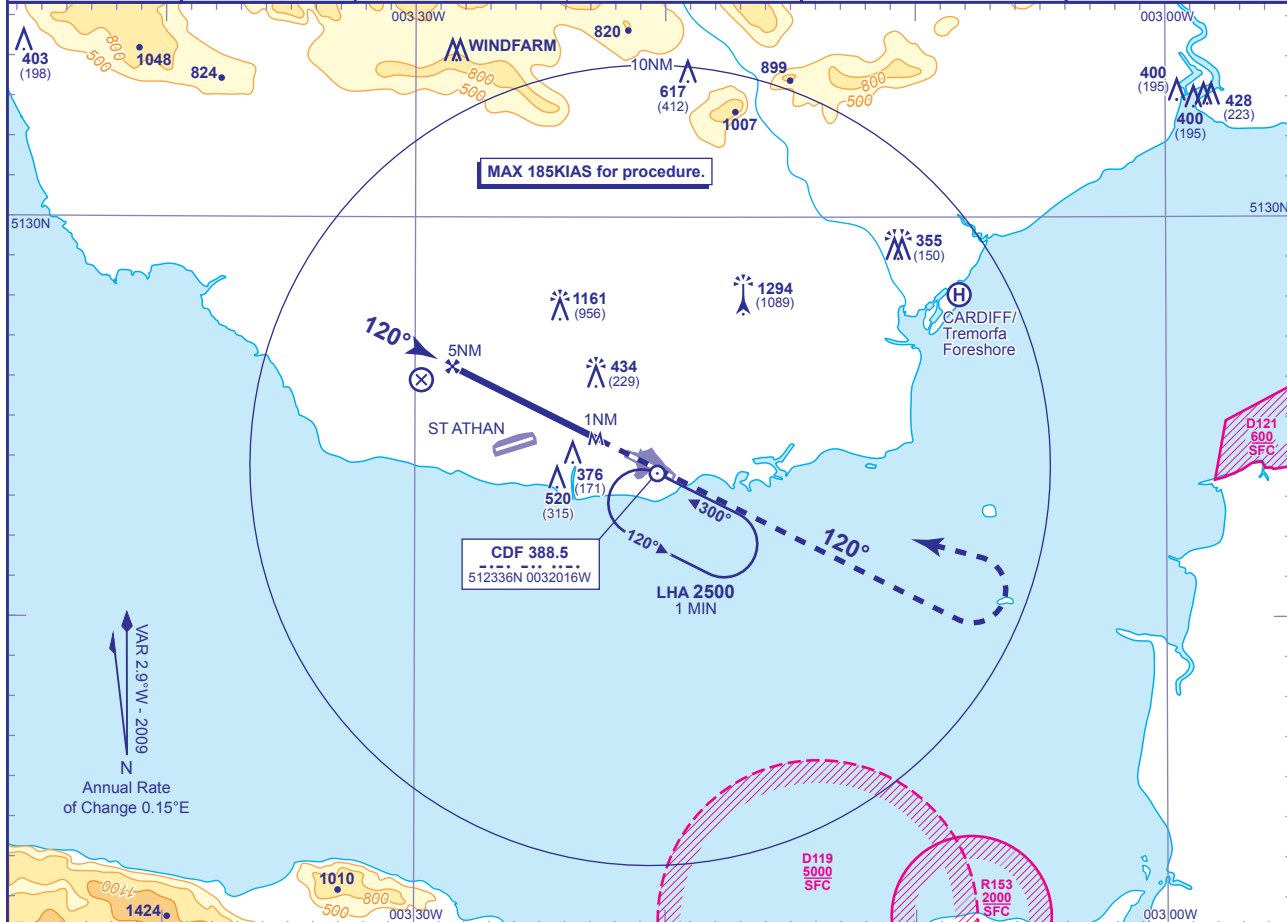 003:30W
003:00W
403
(198)
800
500
1048
824
WINDFARM
800
500
820
10NM
617
(412)
899
800
500
1007
400
(195)
400
(195)
428
(223)
MAX 185KIAS for procedure.
5130N
5130N
355
(150)
1161
(956)
1294
(1089)
H
CARDIFF/
Tremorfa
Foreshore
120°
5NM
434
(229)
1NM
ST ATHAN
376
(171)
520
(315)
D121
600
SFC
300°
120°
120°
CDF 388.5
512336N 0032016W
LHA 2500
1 MIN
VAR 2.9°W - 2009
N
Annual Rate
of Change 0.15°E
D119
5000
SFC
R153
2000
SFC
1100
1424
1010
800
500
003:30W
003:00W